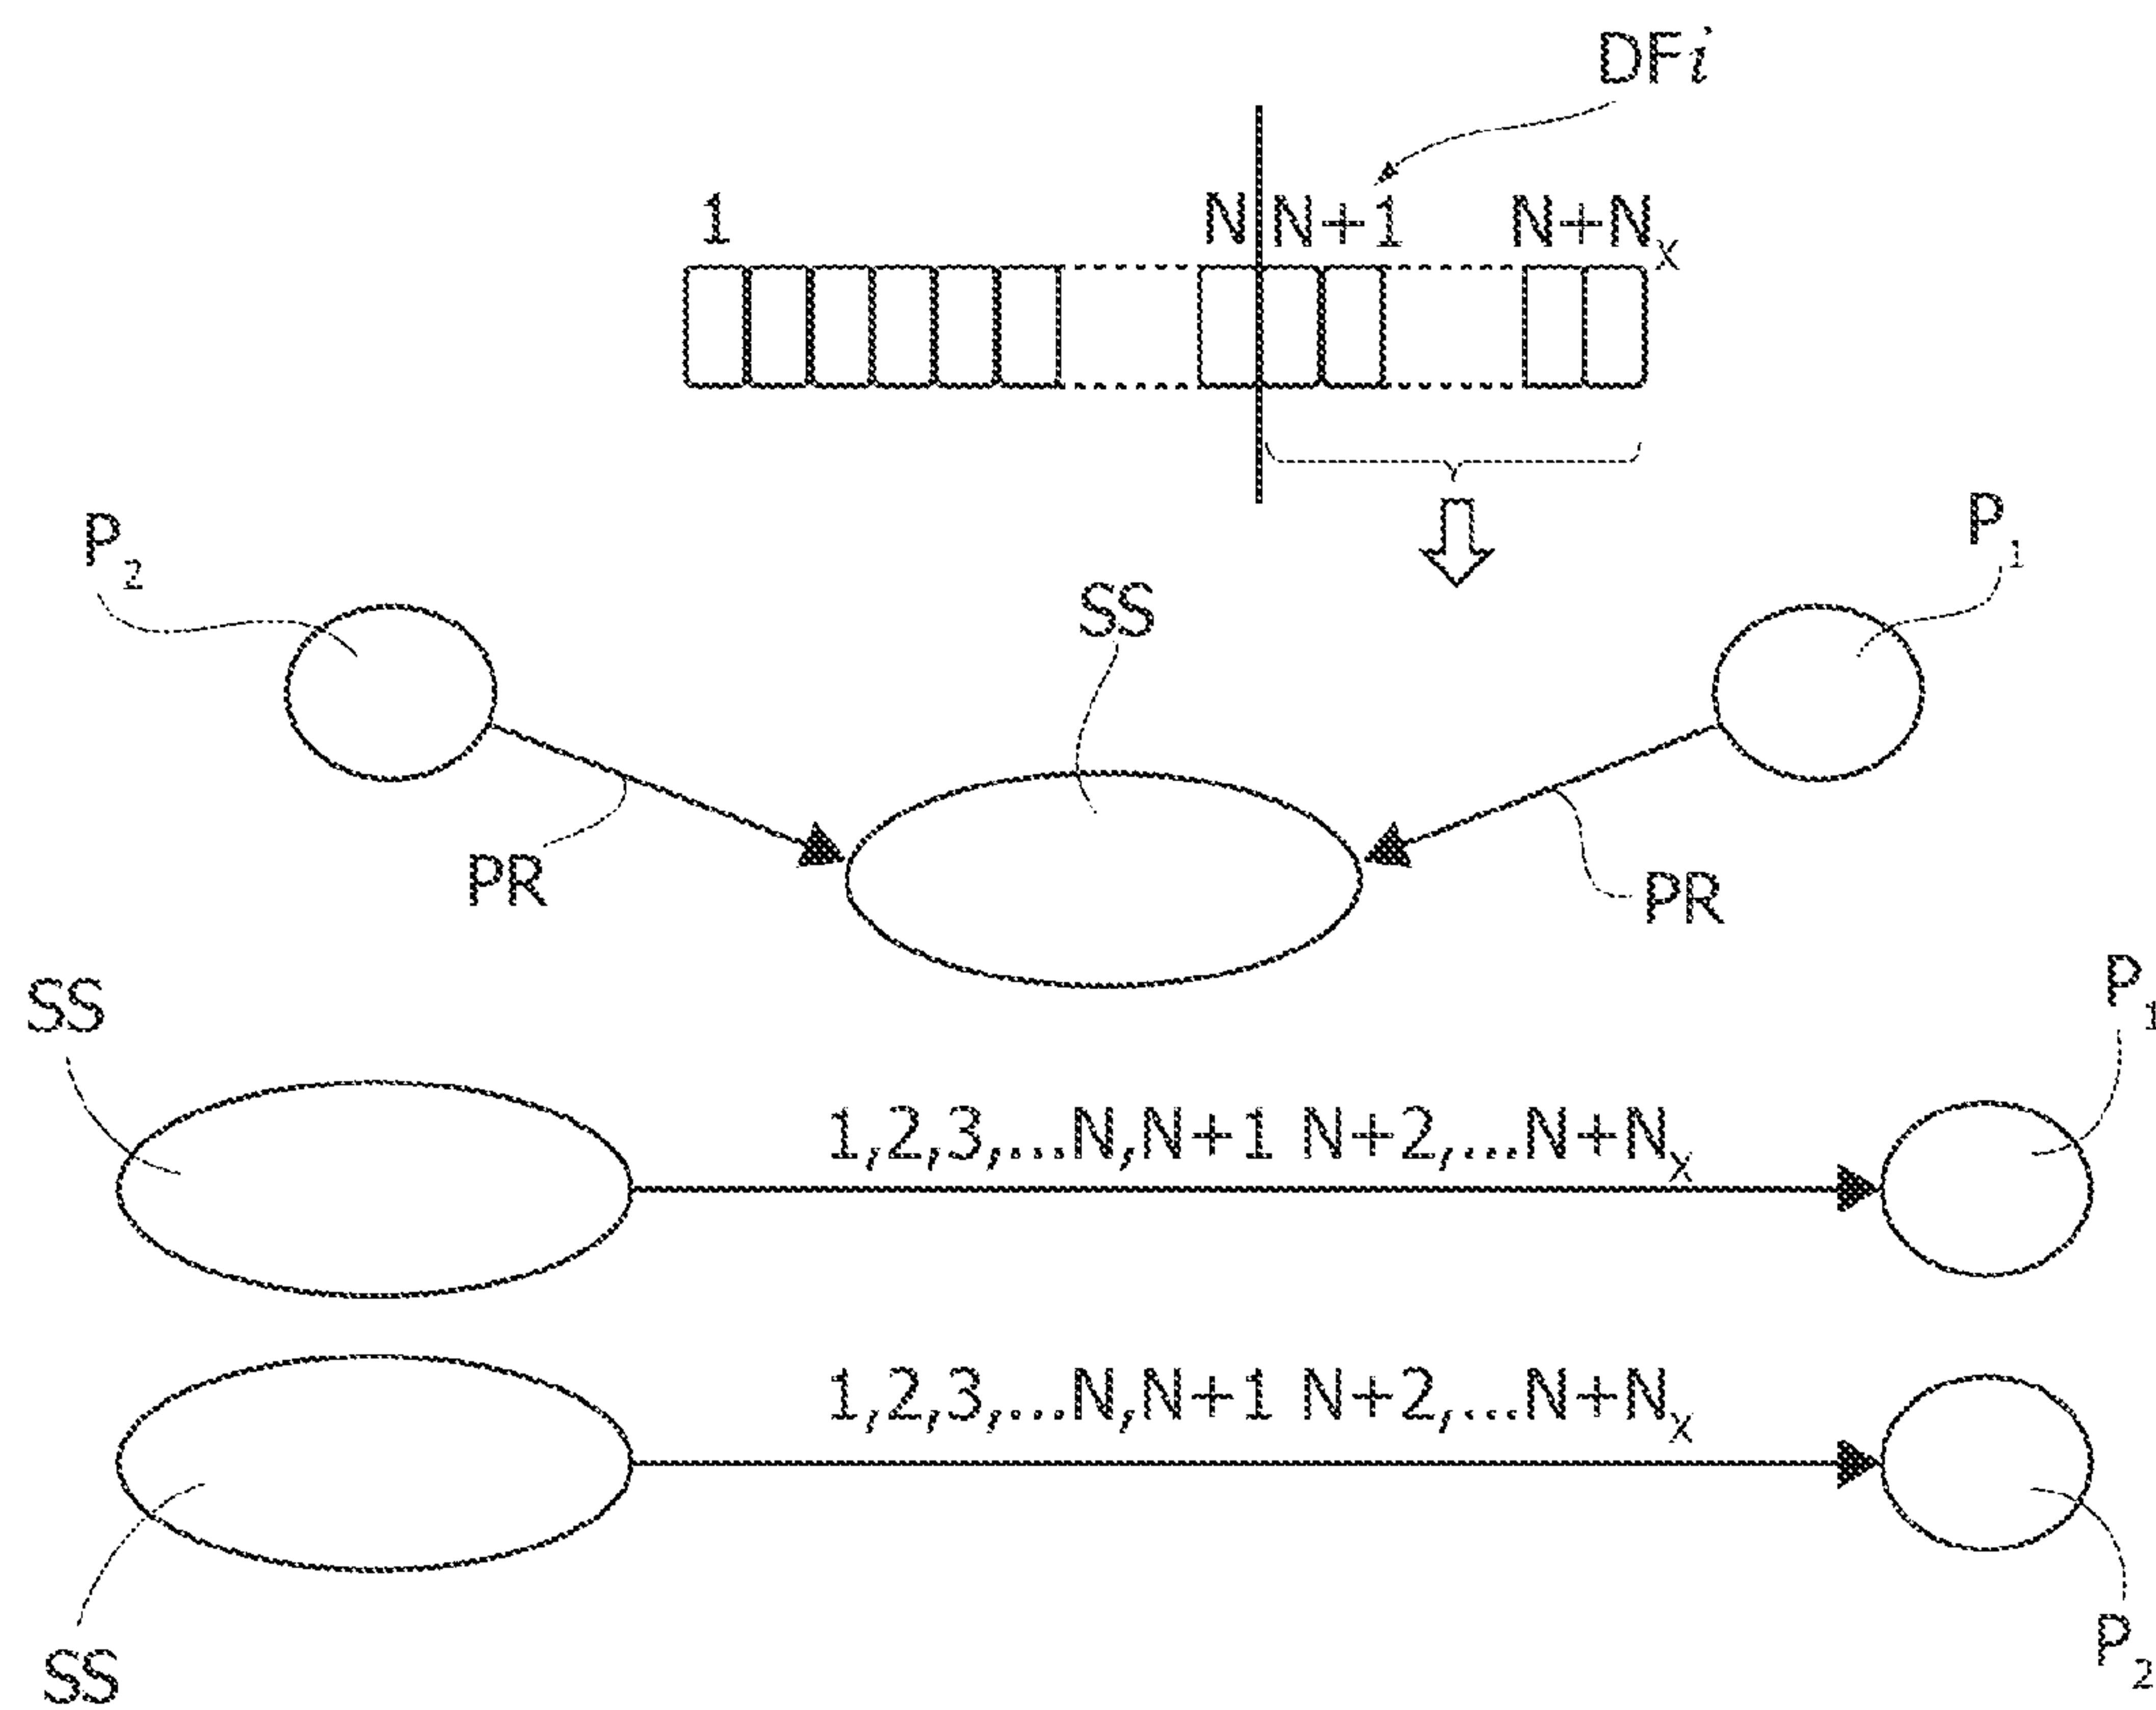 DFi
1 N N+1 N+Nx
P2 P1
SS
PR PR
SS P1
1,2,3,...N,N+1 N+2,...N+Nx
1,2,3,...N,N+1 N+2,...N+Nx
SS P2